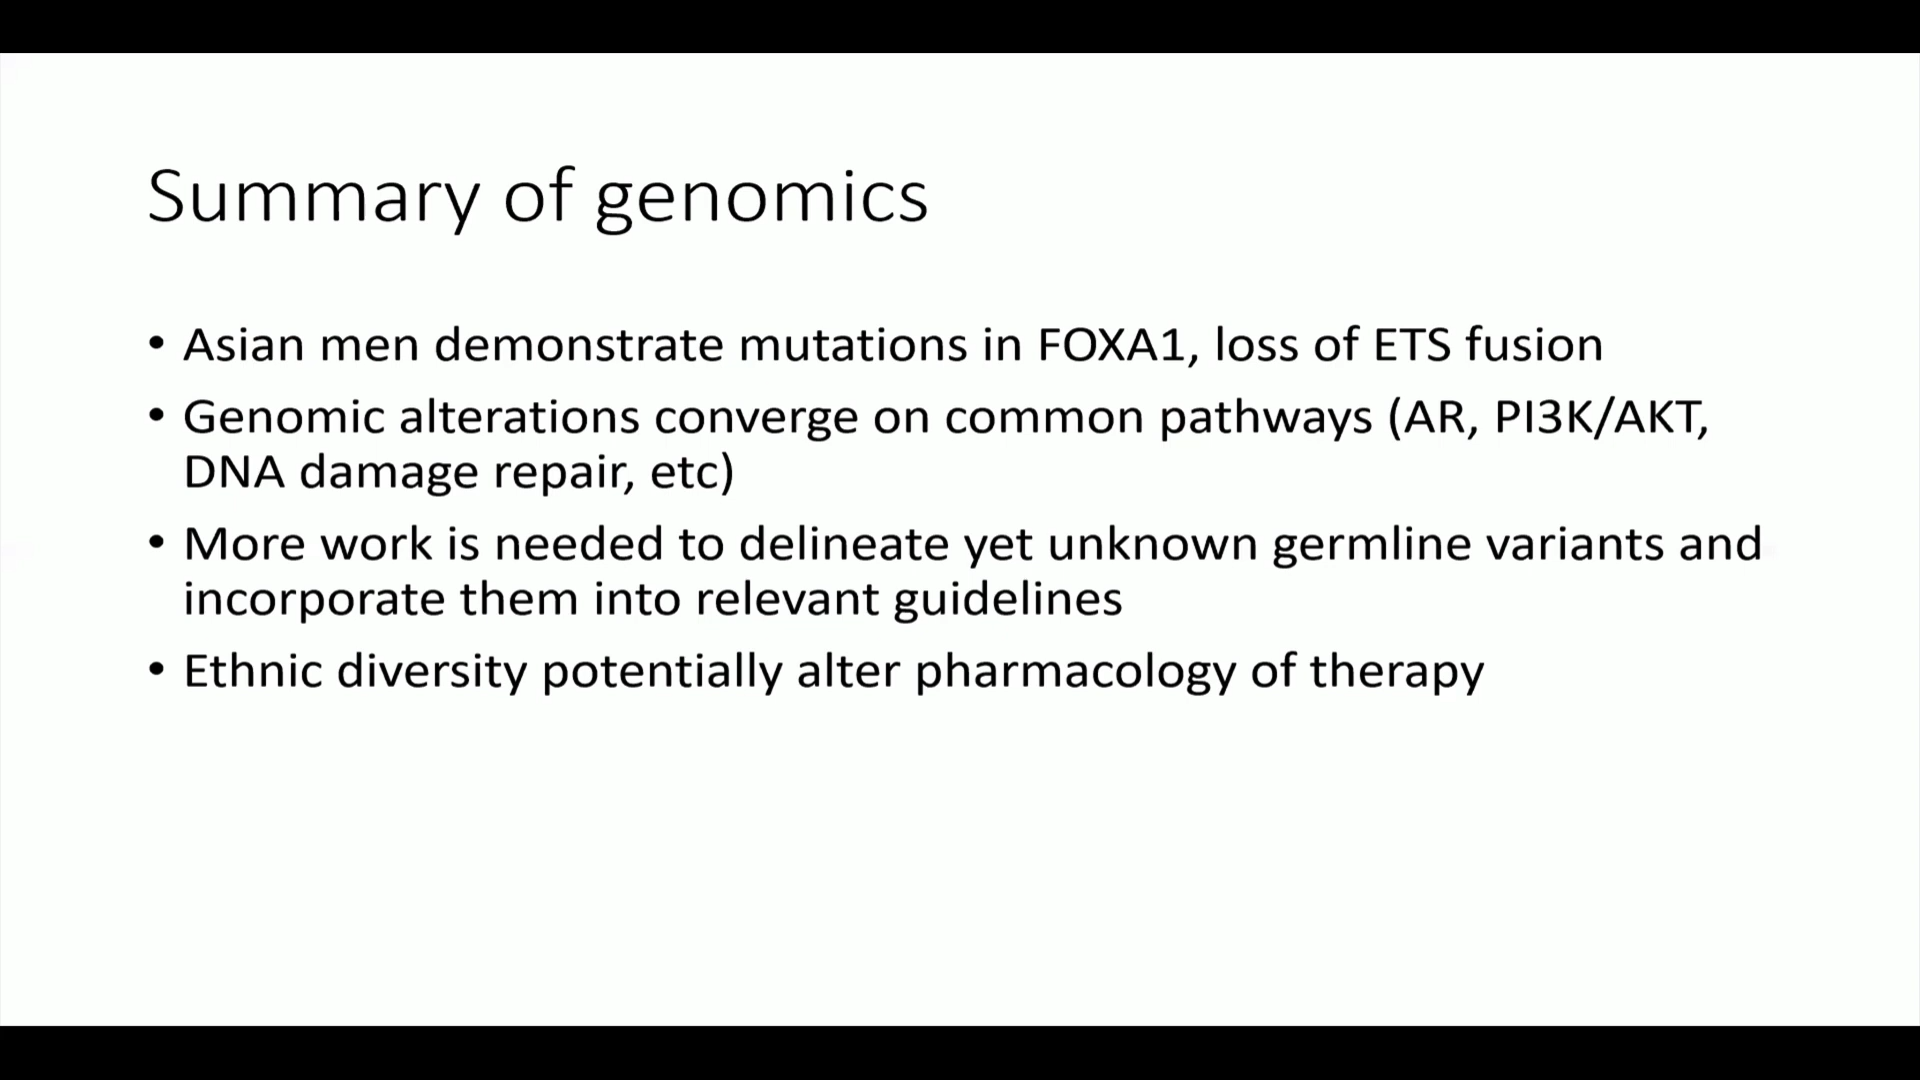 Summary of genomics
• Asian men demonstrate mutations in FOXA1, loss of ETS fusion
• Genomic alterations converge on common pathways (AR, PI3K/AKT,
DNA damage repair, etc)
• More work is needed to delineate yet unknown germline variants and
incorporate them into relevant guidelines
• Ethnic diversity potentially alter pharmacology of therapy